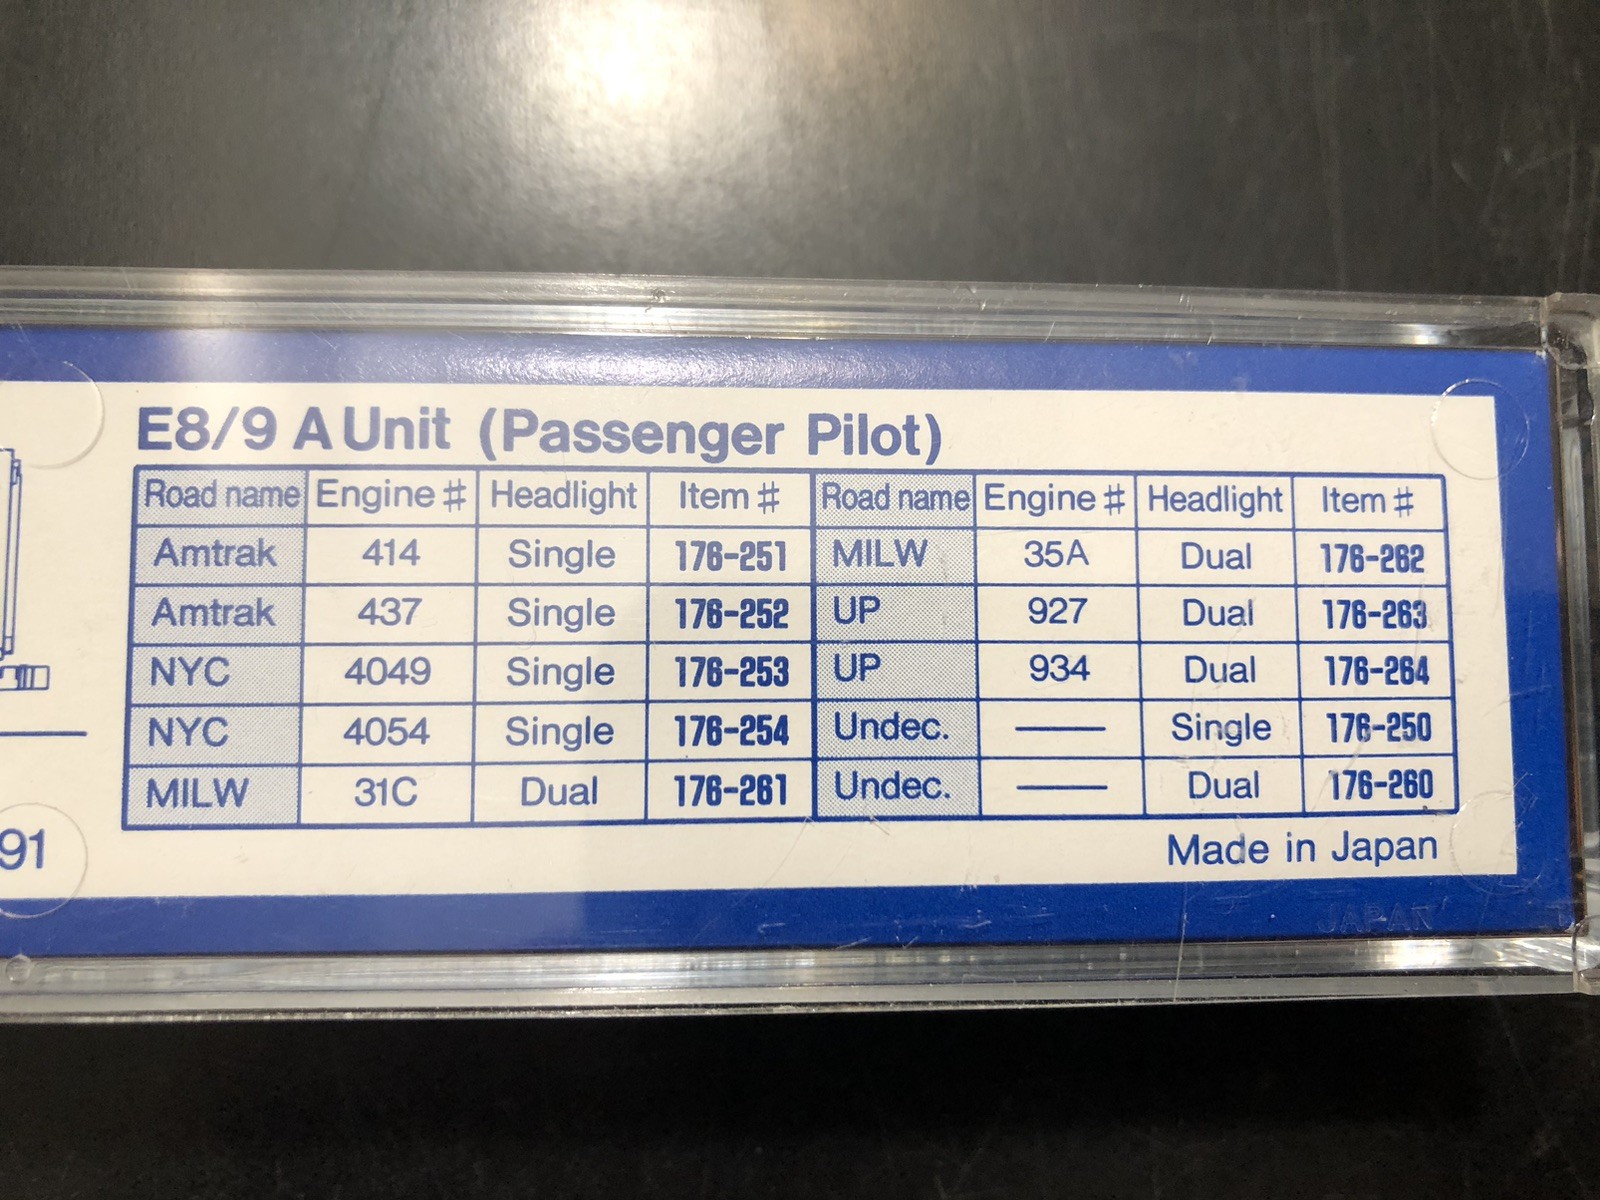 E8/9 A Unit (Passenger Pilot)
Road name Engine # Headlight Item # Road name Engine # Headlight Item #
Amtrak 414 Single 176-251 MILW 35A Dual 176-262
Amtrak 437 Single 176-252 UP 927 Dual 176-263
NYC 4049 Single 176-253 UP 934 Dual 176-264
NYC 4054 Single 176-254 Undec. —— Single 176-250
MILW 31C Dual 176-261 Undec. —— Dual 176-260
91
Made in Japan
JAPAN